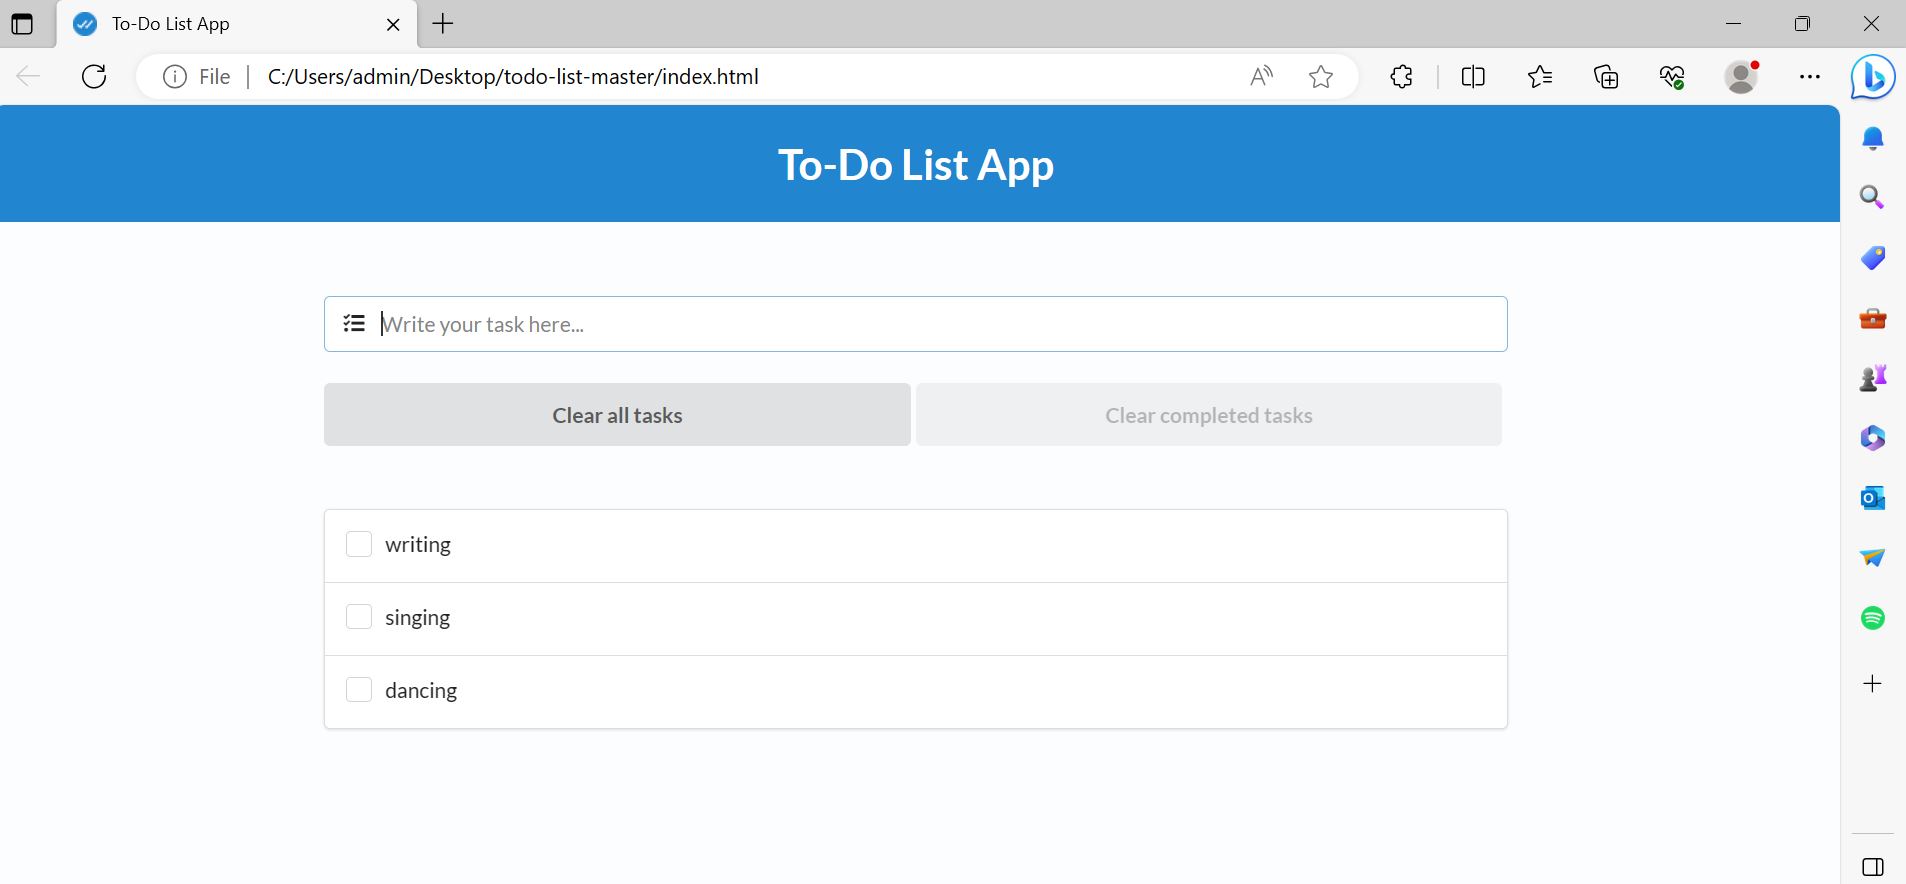 To-Do List App
File C:/Users/admin/Desktop/todo-list-master/index.html
To-Do List App
Write your task here...
Clear all tasks Clear completed tasks
writing
singing
dancing